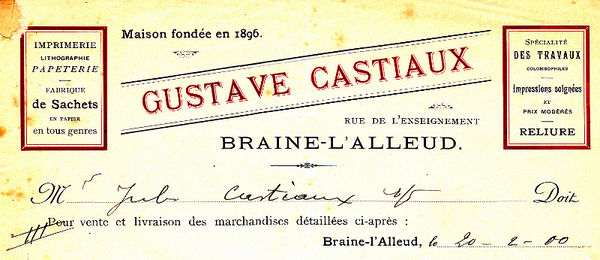 Maison fondée en 1896.
IMPRIMERIE
LITHOGRAPHIE
PAPETERIE
FABRIQUE
de Sachets
EN PAPIER
en tous genres
GUSTAVE CASTIAUX
RUE DE L'ENSEIGNEMENT
BRAINE-L'ALLEUD.
SPÉCIALITÉ
DES TRAVAUX
COLOMBOPHILES
Impressions soignées
ET
PRIX MODÉRÉS
RELIURE
Mr Jules Castiaux Doit
Pour vente et livraison des marchandises détaillées ci-après :
Braine-l'Alleud, le 20-2-00